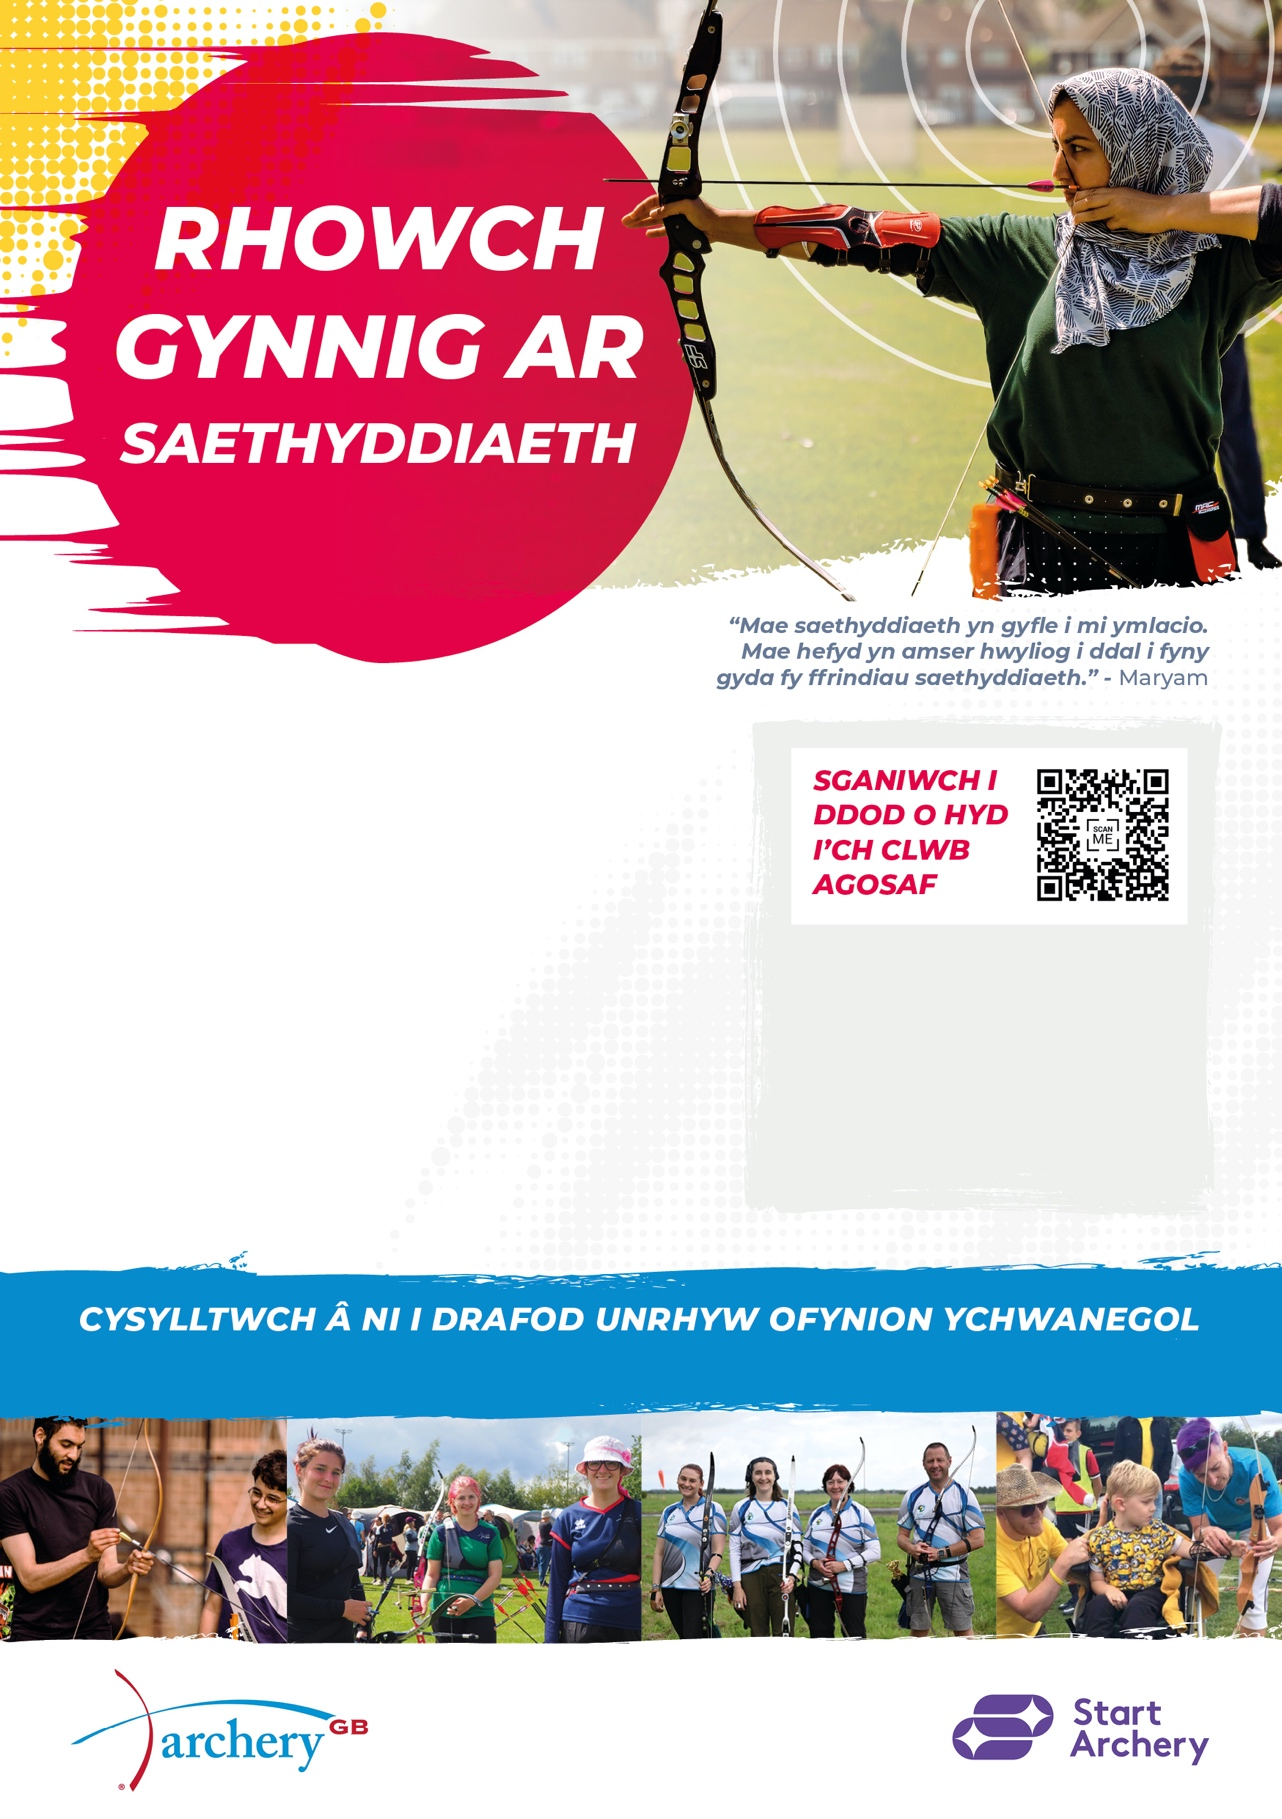 RHOWCH
GYNNIG AR
SAETHYDDIAETH
“Mae saethyddiaeth yn gyfle i mi ymlacio.
Mae hefyd yn amser hwyliog i ddal i fyny
gyda fy ffrindiau saethyddiaeth.” - Maryam
SGANIWCH I
DDOD O HYD
I’CH CLWB
AGOSAF
SCAN
ME
CYSYLLTWCH Â NI I DRAFOD UNRHYW OFYNION YCHWANEGOL
archery GB
®
Start
Archery